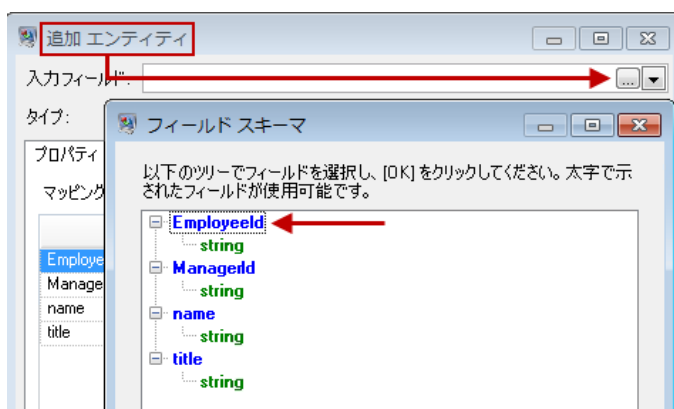 追加 エンティティ
入力フィールド:
タイプ:
フィールド スキーマ
プロパティ
以下のツリーでフィールドを選択し、[OK] をクリックしてください。太字で示
されたフィールドが使用可能です。
マッピング
EmployeeId
string
ManagerId
string
name
string
title
string
Employe
Manage
name
title